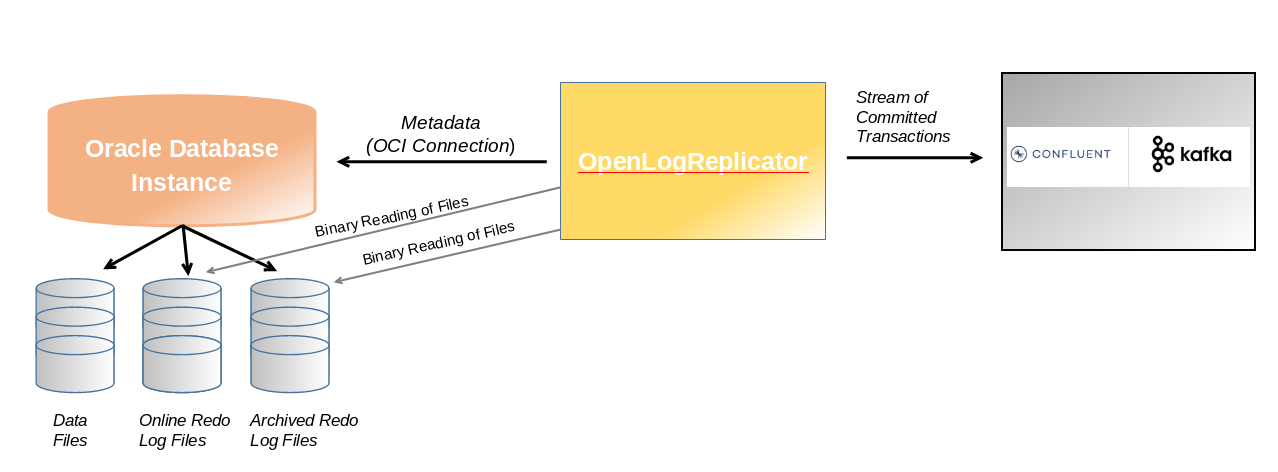 Oracle Database
Instance
Metadata
(OCI Connection)
OpenLogReplicator
Stream of
Committed
Transactions
CONFLUENT
kafka
Binary Reading of Files
Binary Reading of Files
Data
Files
Online Redo
Log Files
Archived Redo
Log Files